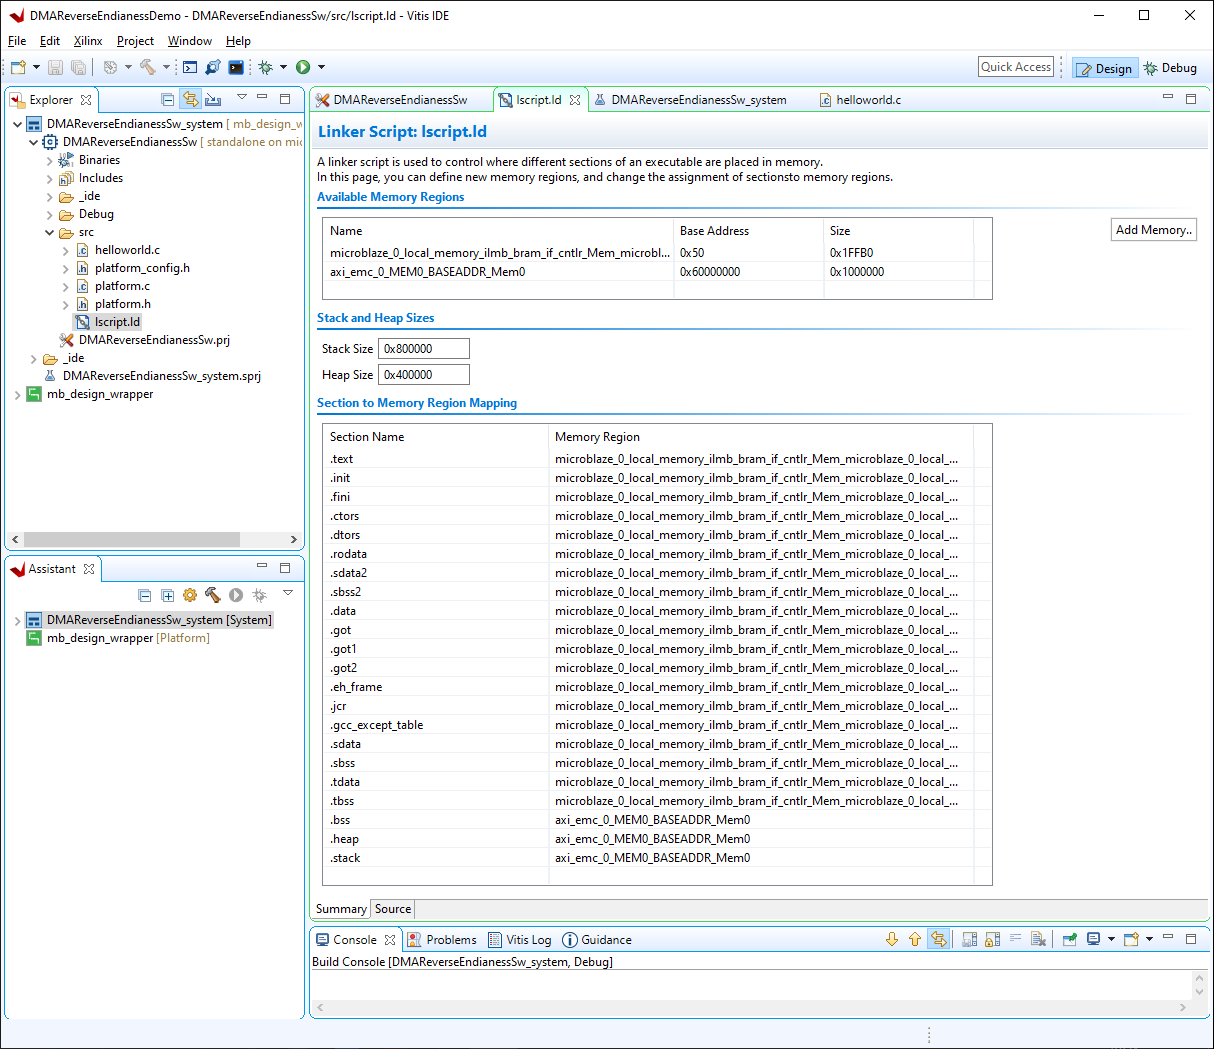 DMAReverseEndianessDemo - DMAReverseEndianessSw/src/lscript.ld - Vitis IDE
File Edit Xilinx Project Window Help
Quick Access
Design
Debug
Explorer
DMAReverseEndianessSw_system [ mb_design_w
DMAReverseEndianessSw [ standalone on mic
Binaries
Includes
_ide
Debug
src
helloworld.c
platform_config.h
platform.c
platform.h
lscript.ld
DMAReverseEndianessSw.prj
_ide
DMAReverseEndianessSw_system.sprj
mb_design_wrapper
Assistant
DMAReverseEndianessSw_system [System]
mb_design_wrapper [Platform]
DMAReverseEndianessSw lscript.ld DMAReverseEndianessSw_system helloworld.c
Linker Script: lscript.ld
A linker script is used to control where different sections of an executable are placed in memory.
In this page, you can define new memory regions, and change the assignment of sectionsto memory regions.
Available Memory Regions
Name Base Address Size
microblaze_0_local_memory_ilmb_bram_if_cntlr_Mem_microbl... 0x50 0x1FFB0
axi_emc_0_MEM0_BASEADDR_Mem0 0x60000000 0x1000000
Add Memory..
Stack and Heap Sizes
Stack Size 0x800000
Heap Size 0x400000
Section to Memory Region Mapping
Section Name Memory Region
.text microblaze_0_local_memory_ilmb_bram_if_cntlr_Mem_microblaze_0_local_...
.init microblaze_0_local_memory_ilmb_bram_if_cntlr_Mem_microblaze_0_local_...
.fini microblaze_0_local_memory_ilmb_bram_if_cntlr_Mem_microblaze_0_local_...
.ctors microblaze_0_local_memory_ilmb_bram_if_cntlr_Mem_microblaze_0_local_...
.dtors microblaze_0_local_memory_ilmb_bram_if_cntlr_Mem_microblaze_0_local_...
.rodata microblaze_0_local_memory_ilmb_bram_if_cntlr_Mem_microblaze_0_local_...
.sdata2 microblaze_0_local_memory_ilmb_bram_if_cntlr_Mem_microblaze_0_local_...
.sbss2 microblaze_0_local_memory_ilmb_bram_if_cntlr_Mem_microblaze_0_local_...
.data microblaze_0_local_memory_ilmb_bram_if_cntlr_Mem_microblaze_0_local_...
.got microblaze_0_local_memory_ilmb_bram_if_cntlr_Mem_microblaze_0_local_...
.got1 microblaze_0_local_memory_ilmb_bram_if_cntlr_Mem_microblaze_0_local_...
.got2 microblaze_0_local_memory_ilmb_bram_if_cntlr_Mem_microblaze_0_local_...
.eh_frame microblaze_0_local_memory_ilmb_bram_if_cntlr_Mem_microblaze_0_local_...
.jcr microblaze_0_local_memory_ilmb_bram_if_cntlr_Mem_microblaze_0_local_...
.gcc_except_table microblaze_0_local_memory_ilmb_bram_if_cntlr_Mem_microblaze_0_local_...
.sdata microblaze_0_local_memory_ilmb_bram_if_cntlr_Mem_microblaze_0_local_...
.sbss microblaze_0_local_memory_ilmb_bram_if_cntlr_Mem_microblaze_0_local_...
.tdata microblaze_0_local_memory_ilmb_bram_if_cntlr_Mem_microblaze_0_local_...
.tbss microblaze_0_local_memory_ilmb_bram_if_cntlr_Mem_microblaze_0_local_...
.bss axi_emc_0_MEM0_BASEADDR_Mem0
.heap axi_emc_0_MEM0_BASEADDR_Mem0
.stack axi_emc_0_MEM0_BASEADDR_Mem0
Summary Source
Console Problems Vitis Log Guidance
Build Console [DMAReverseEndianessSw_system, Debug]